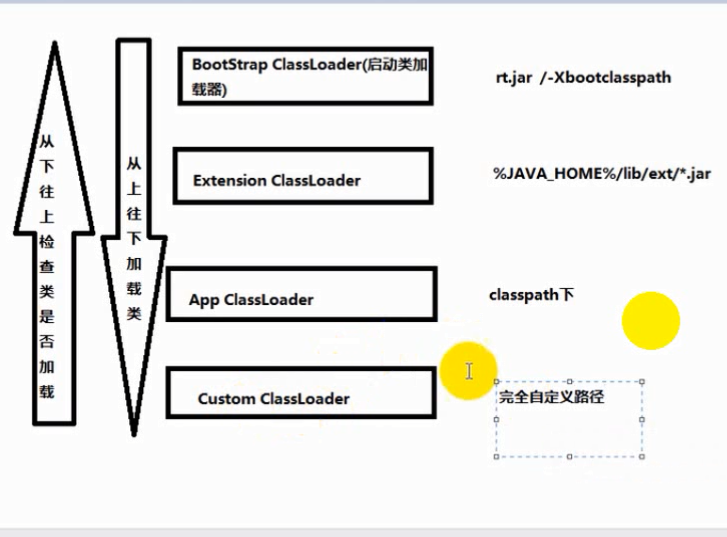 从下往上检查类是否加载
从上往下加载类
BootStrap ClassLoader(启动类加
载器)
rt.jar /-Xbootclasspath
Extension ClassLoader
%JAVA_HOME%/lib/ext/*.jar
App ClassLoader
classpath下
Custom ClassLoader
完全自定义路径